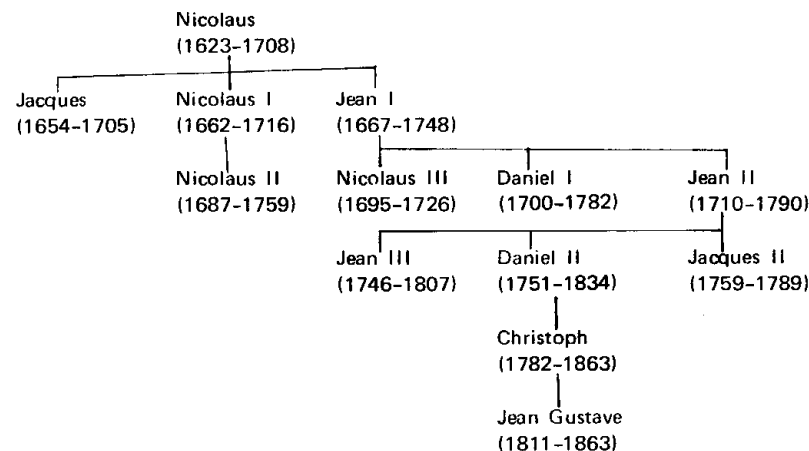 Nicolaus
(1623-1708)
Jacques Nicolaus I Jean I
(1654-1705) (1662-1716) (1667-1748)
Nicolaus II Nicolaus III Daniel I Jean II
(1687-1759) (1695-1726) (1700-1782) (1710-1790)
Jean III Daniel II Jacques II
(1746-1807) (1751-1834) (1759-1789)
Christoph
(1782-1863)
Jean Gustave
(1811-1863)